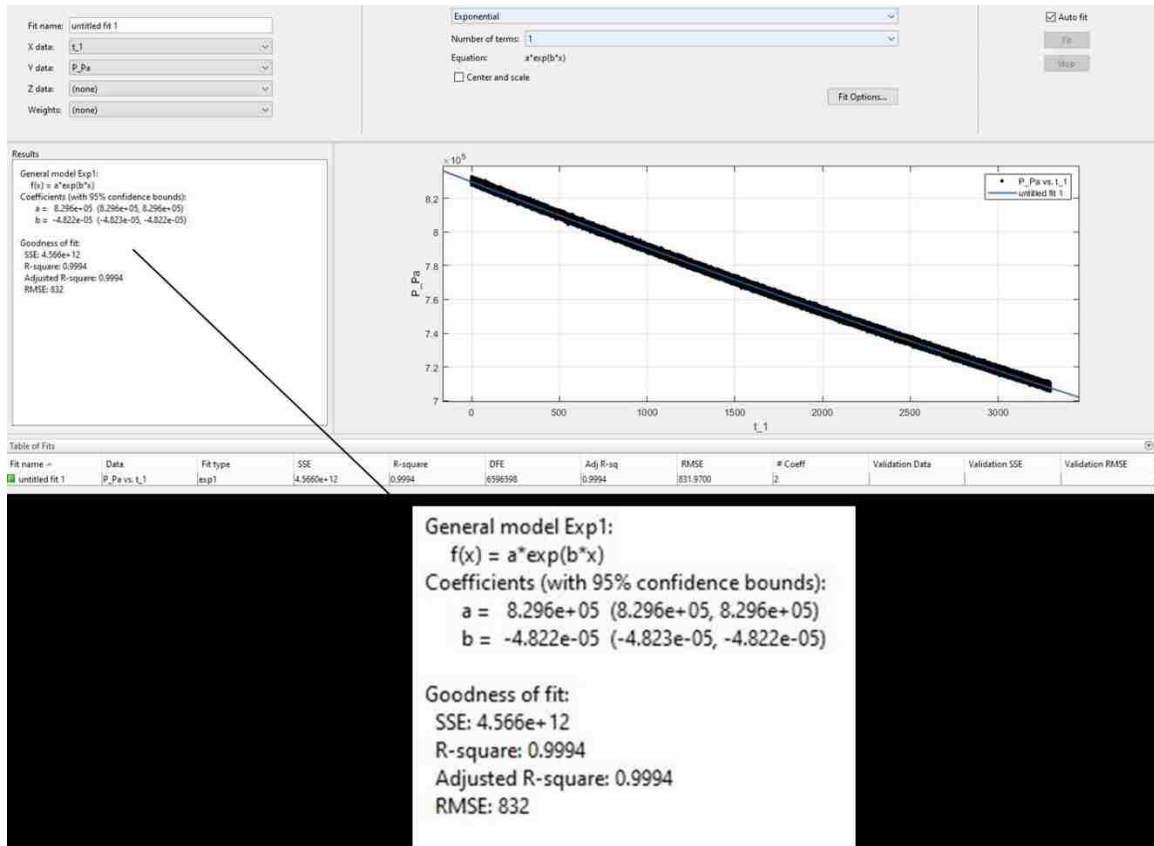 Fit name: untitled fit 1
X data: t_1
Y data: P_Pa
Z data: (none)
Weights: (none)
Exponential
Number of terms: 1
Equation: a*exp(b*x)
Center and scale
Fit Options...
Auto fit
Fit
Stop
Results
General model Exp1:
f(x) = a*exp(b*x)
Coefficients (with 95% confidence bounds):
a = 8.296e+05 (8.296e+05, 8.296e+05)
b = -4.822e-05 (-4.823e-05, -4.822e-05)
Goodness of fit:
SSE: 4.566e+12
R-square: 0.9994
Adjusted R-square: 0.9994
RMSE: 832
×10⁵
8.2
8
7.8
7.6
7.4
7.2
7
P_Pa
0 500 1000 1500 2000 2500 3000
t_1
P_Pa vs. t_1
untitled fit 1
Table of Fits
Fit name Data Fit type SSE R-square DFE Adj R-sq RMSE # Coeff Validation Data Validation SSE Validation RMSE
untitled fit 1 P_Pa vs. t_1 exp1 4.5660e+12 0.9994 6596598 0.9994 831.9700 2
General model Exp1:
f(x) = a*exp(b*x)
Coefficients (with 95% confidence bounds):
a = 8.296e+05 (8.296e+05, 8.296e+05)
b = -4.822e-05 (-4.823e-05, -4.822e-05)
Goodness of fit:
SSE: 4.566e+12
R-square: 0.9994
Adjusted R-square: 0.9994
RMSE: 832